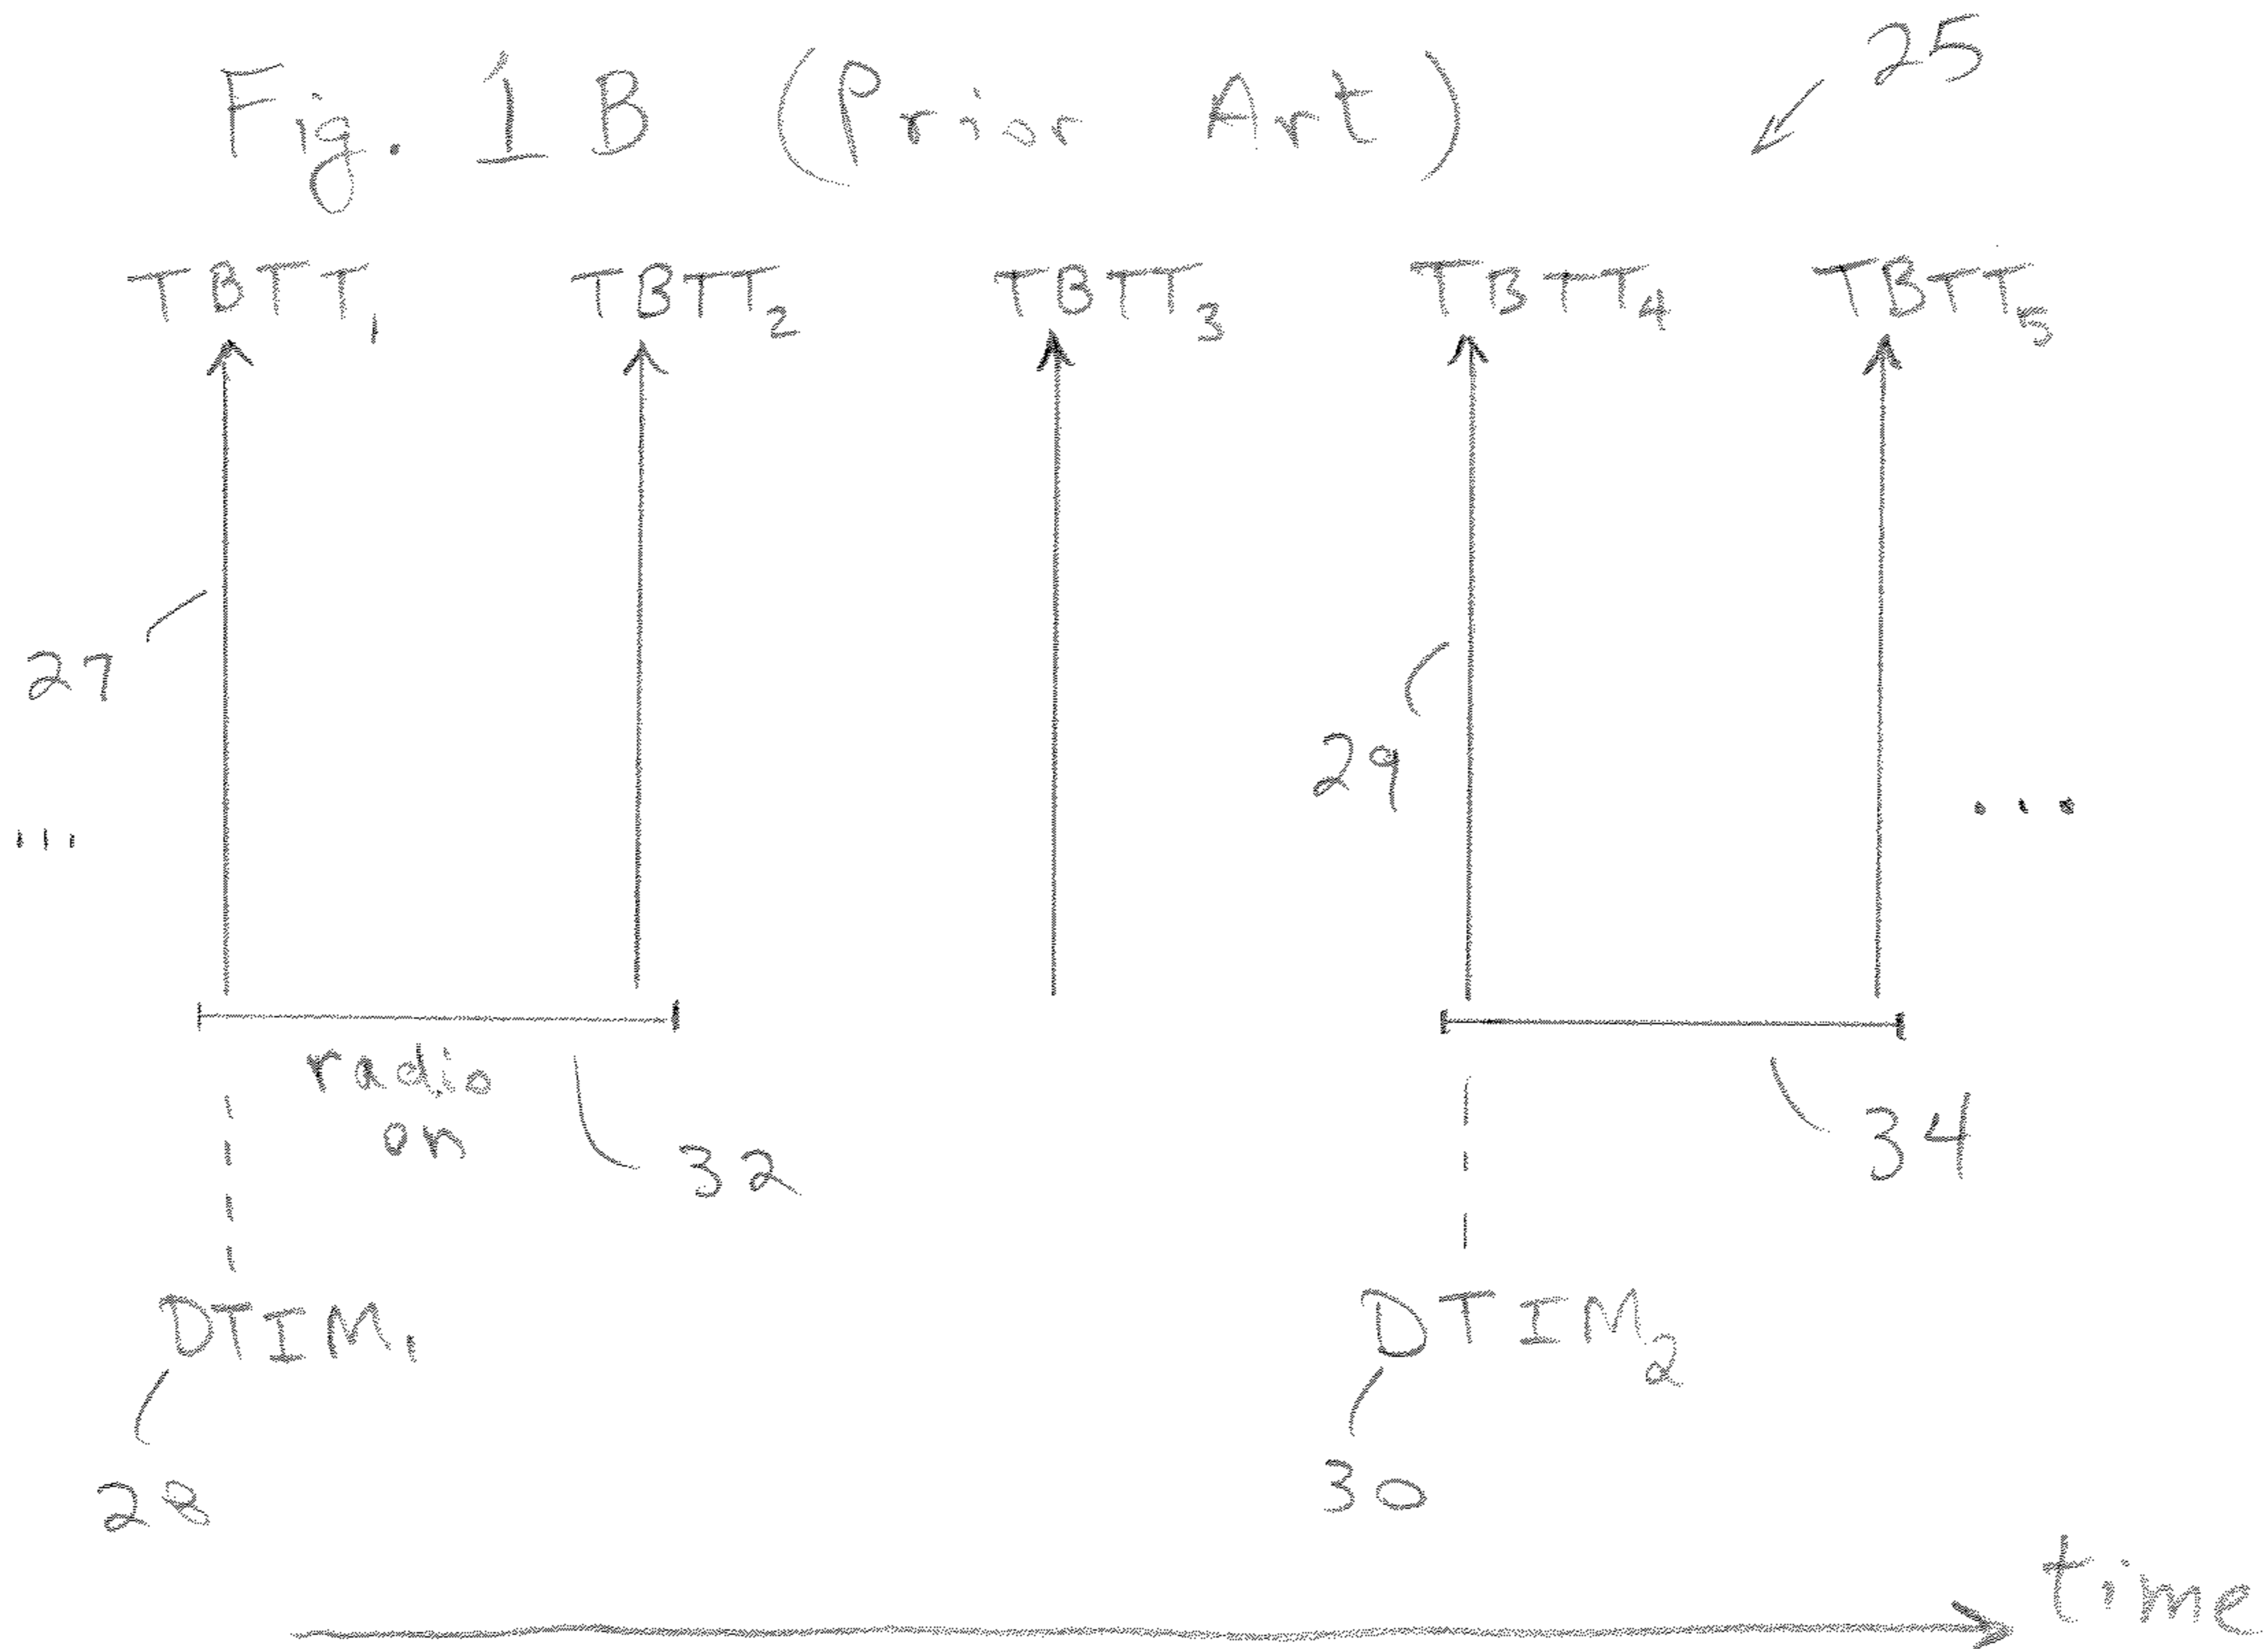 Fig. 1B (Prior Art)
25
TBTT₁ TBTT₂ TBTT₃ TBTT₄ TBTT₅
27
29
... ...
radio
on
32
34
DTIM₁ DTIM₂
28
30
time